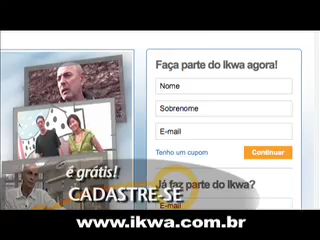 Faça parte do Ikwa agora!
Nome
Sobrenome
E-mail
Tenho um cupom
Continuar
é grátis!
CADASTRE-SE
Já faz parte do Ikwa?
E-mail
www.ikwa.com.br